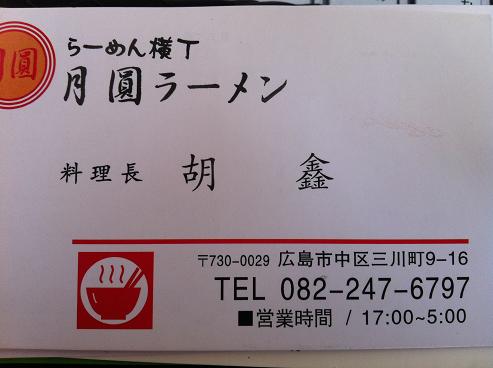 月圓
らーめん横丁
月圓ラーメン
料理長 胡 鑫
〒730-0029 広島市中区三川町9-16
TEL 082-247-6797
■営業時間 / 17:00~5:00